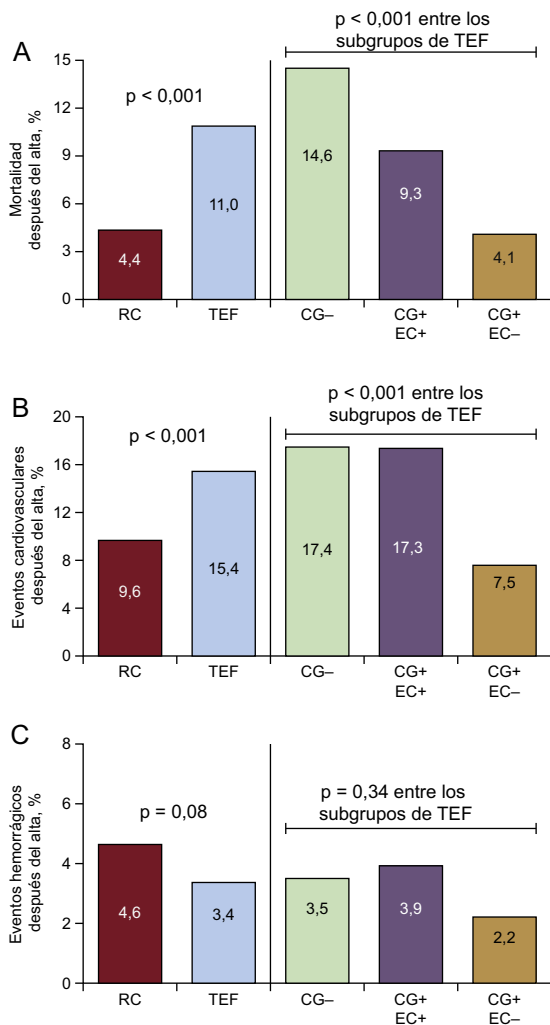 A
p < 0,001 entre los
subgrupos de TEF
p < 0,001
Mortalidad
después del alta, %
15
12
9
6
3
0
4,4
11,0
14,6
9,3
4,1
RC
TEF
CG–
CG+
EC+
CG+
EC–
B
p < 0,001 entre los
subgrupos de TEF
p < 0,001
Eventos cardiovasculares
después del alta, %
20
16
12
8
4
0
9,6
15,4
17,4
17,3
7,5
RC
TEF
CG–
CG+
EC+
CG+
EC–
C
p = 0,34 entre los
subgrupos de TEF
p = 0,08
Eventos hemorrágicos
después del alta, %
8
6
4
2
0
4,6
3,4
3,5
3,9
2,2
RC
TEF
CG–
CG+
EC+
CG+
EC–